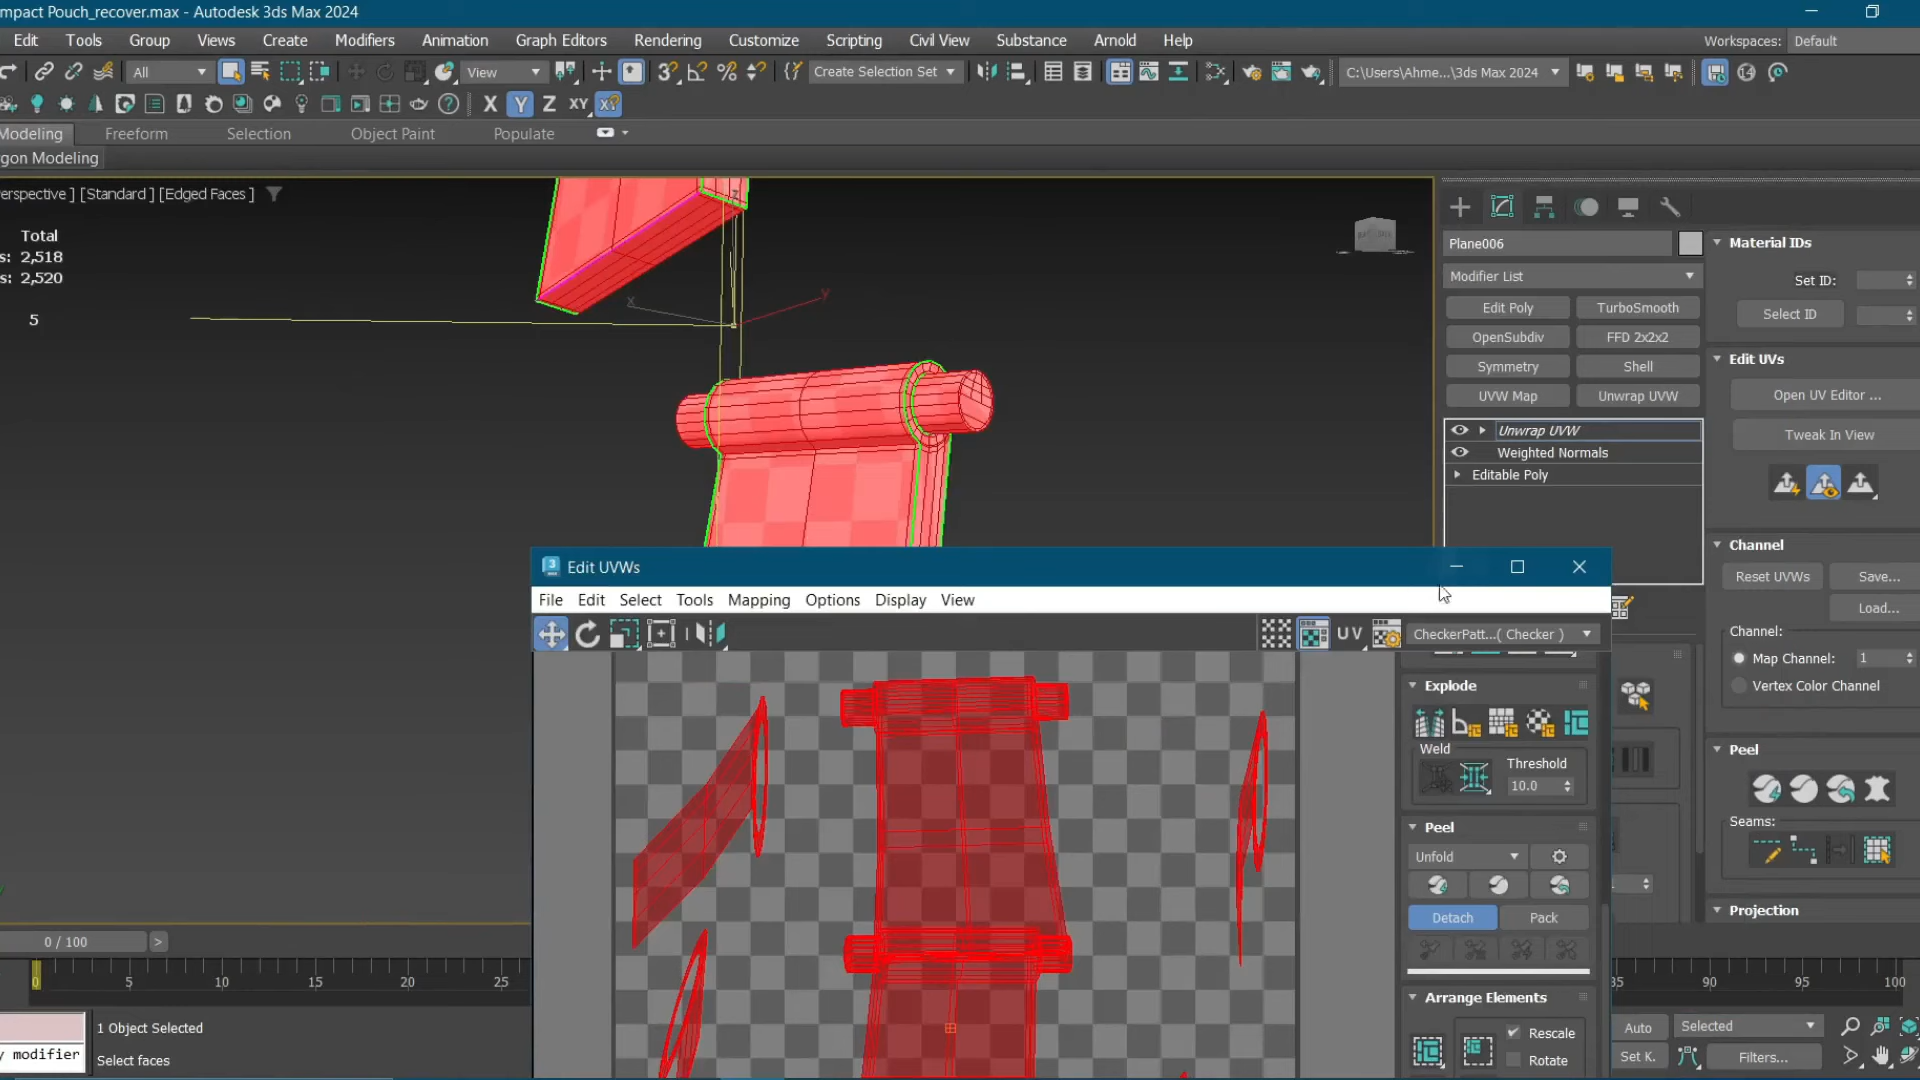 mpact Pouch_recover.max - Autodesk 3ds Max 2024
Edit Tools Group Views Create Modifiers Animation Graph Editors Rendering Customize Scripting Civil View Substance Arnold Help
Workspaces: Default
All View Create Selection Set C:\Users\Ahme...\3ds Max 2024
X Y Z XY
Modeling Freeform Selection Object Paint Populate
gon Modeling
erspective ] [Standard ] [Edged Faces ]
Total
s: 2,518
s: 2,520
5
X
Y
Z
Plane006
Modifier List
Edit Poly TurboSmooth
OpenSubdiv FFD 2x2x2
Symmetry Shell
UVW Map Unwrap UVW
Unwrap UVW
Weighted Normals
Editable Poly
Material IDs
Set ID:
Select ID
Edit UVs
Open UV Editor ...
Tweak In View
Channel
Reset UVWs Save...
Load...
Channel:
Map Channel: 1
Vertex Color Channel
Peel
Seams:
Projection
Edit UVWs
File Edit Select Tools Mapping Options Display View
UV CheckerPatt...( Checker )
Explode
Weld
Threshold
10.0
Peel
Unfold
Detach Pack
Arrange Elements
Rescale
Rotate
0 / 100 >
0 5 10 15 20 25
85 90 95 100
1 Object Selected
y modifier
Select faces
Auto Selected
Set K. Filters...